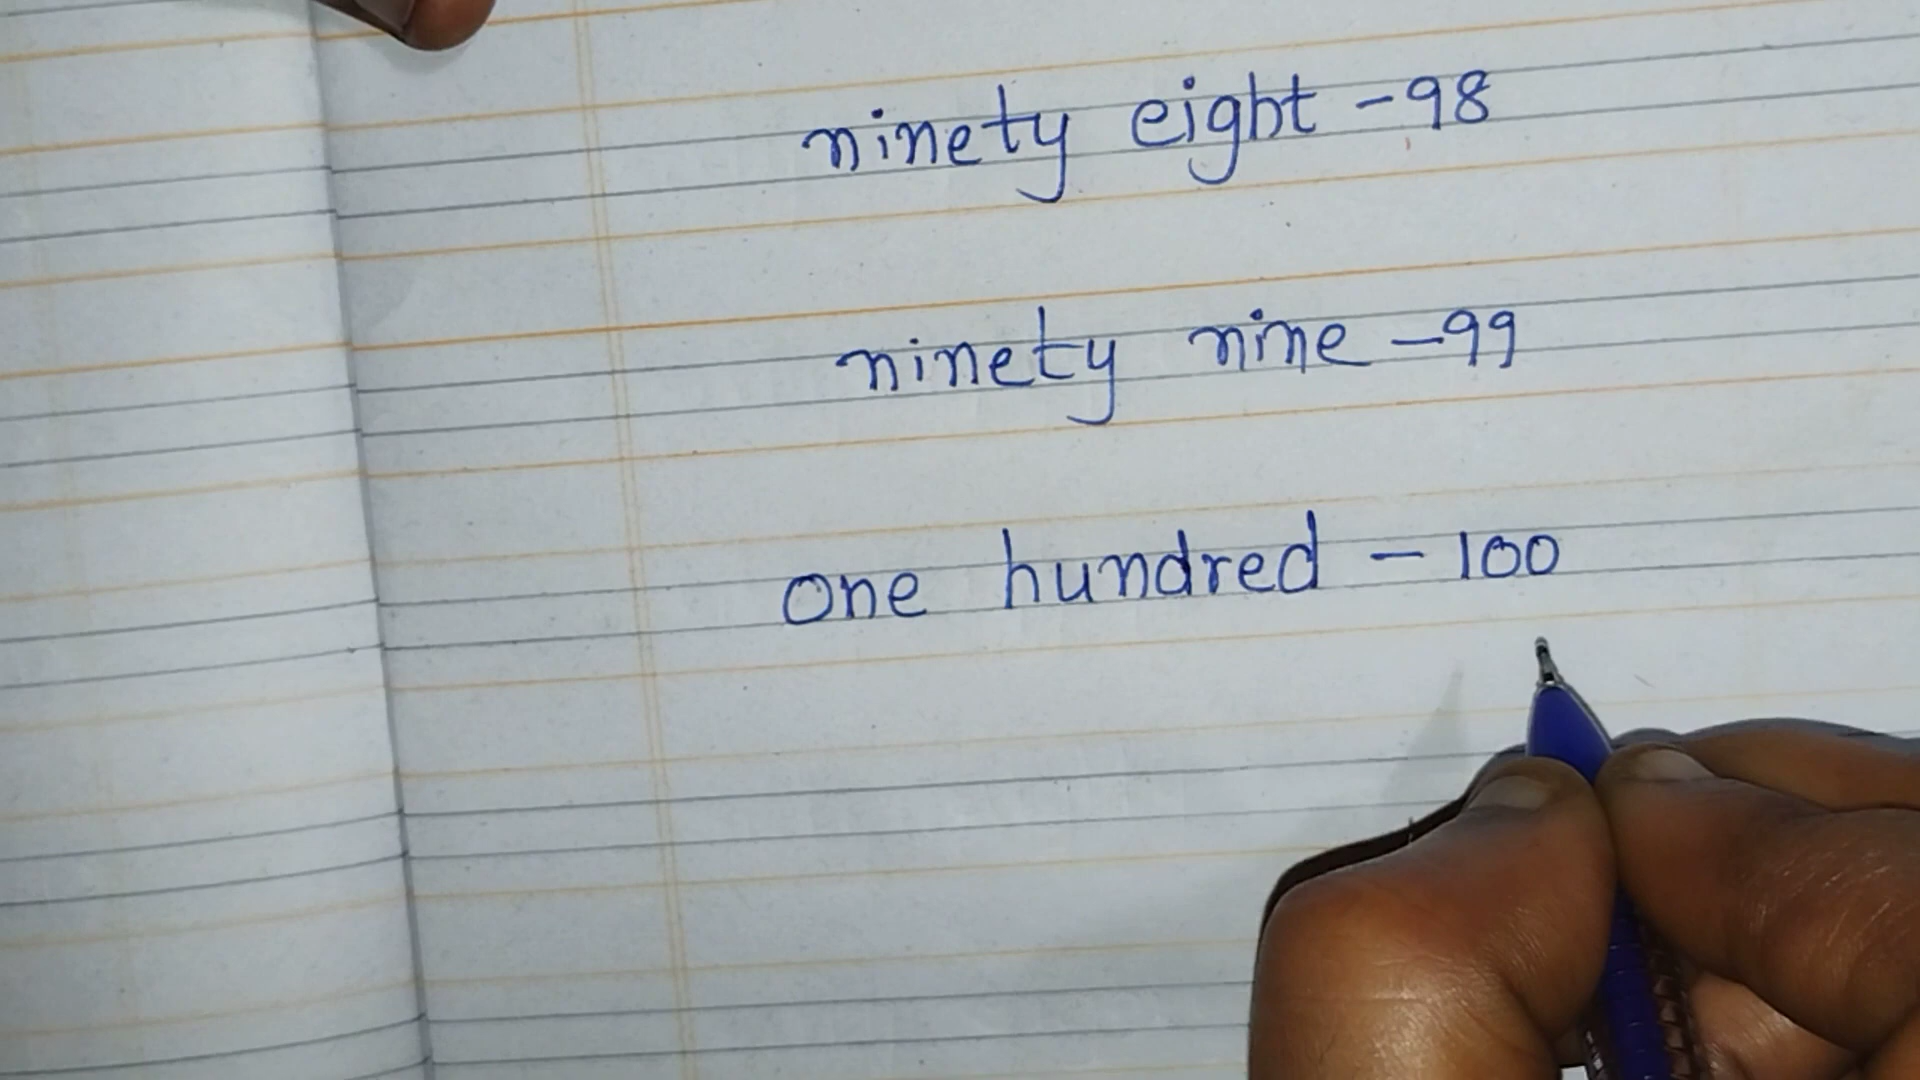 ninety eight - 98
ninety nine - 99
one hundred - 100